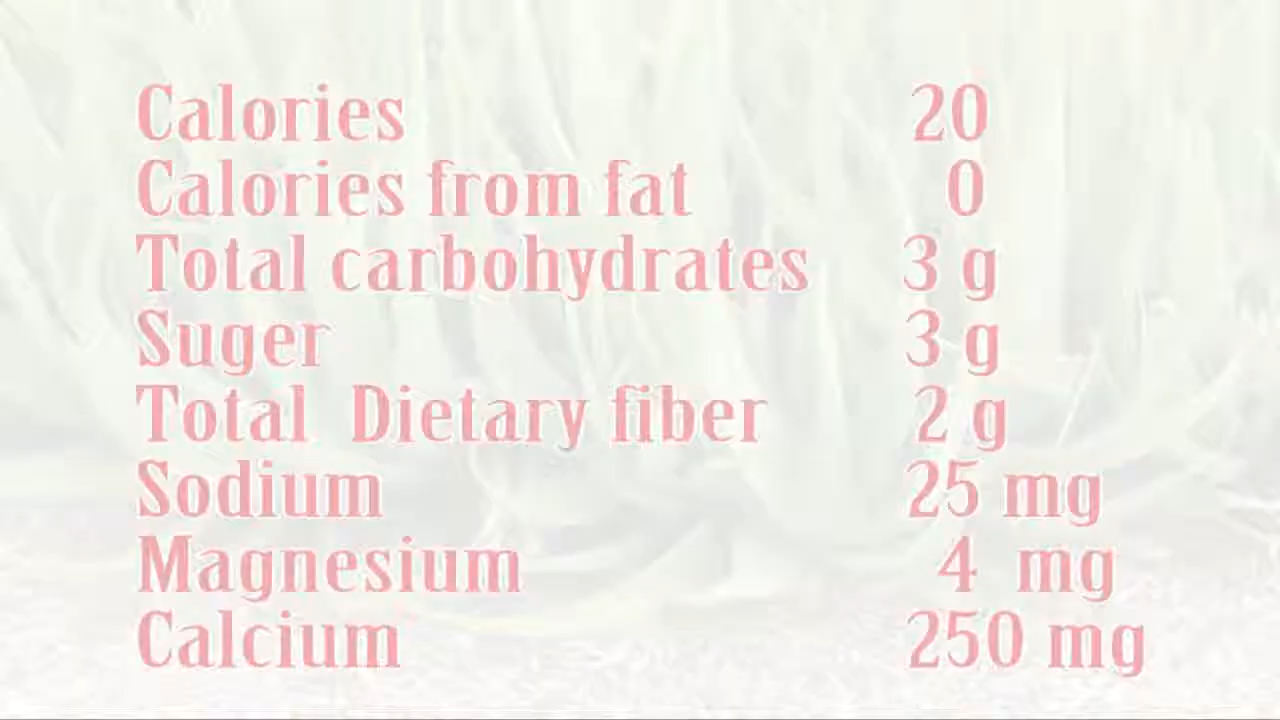 Calories 20
Calories from fat 0
Total carbohydrates 3 g
Suger 3 g
Total Dietary fiber 2 g
Sodium 25 mg
Magnesium 4 mg
Calcium 250 mg